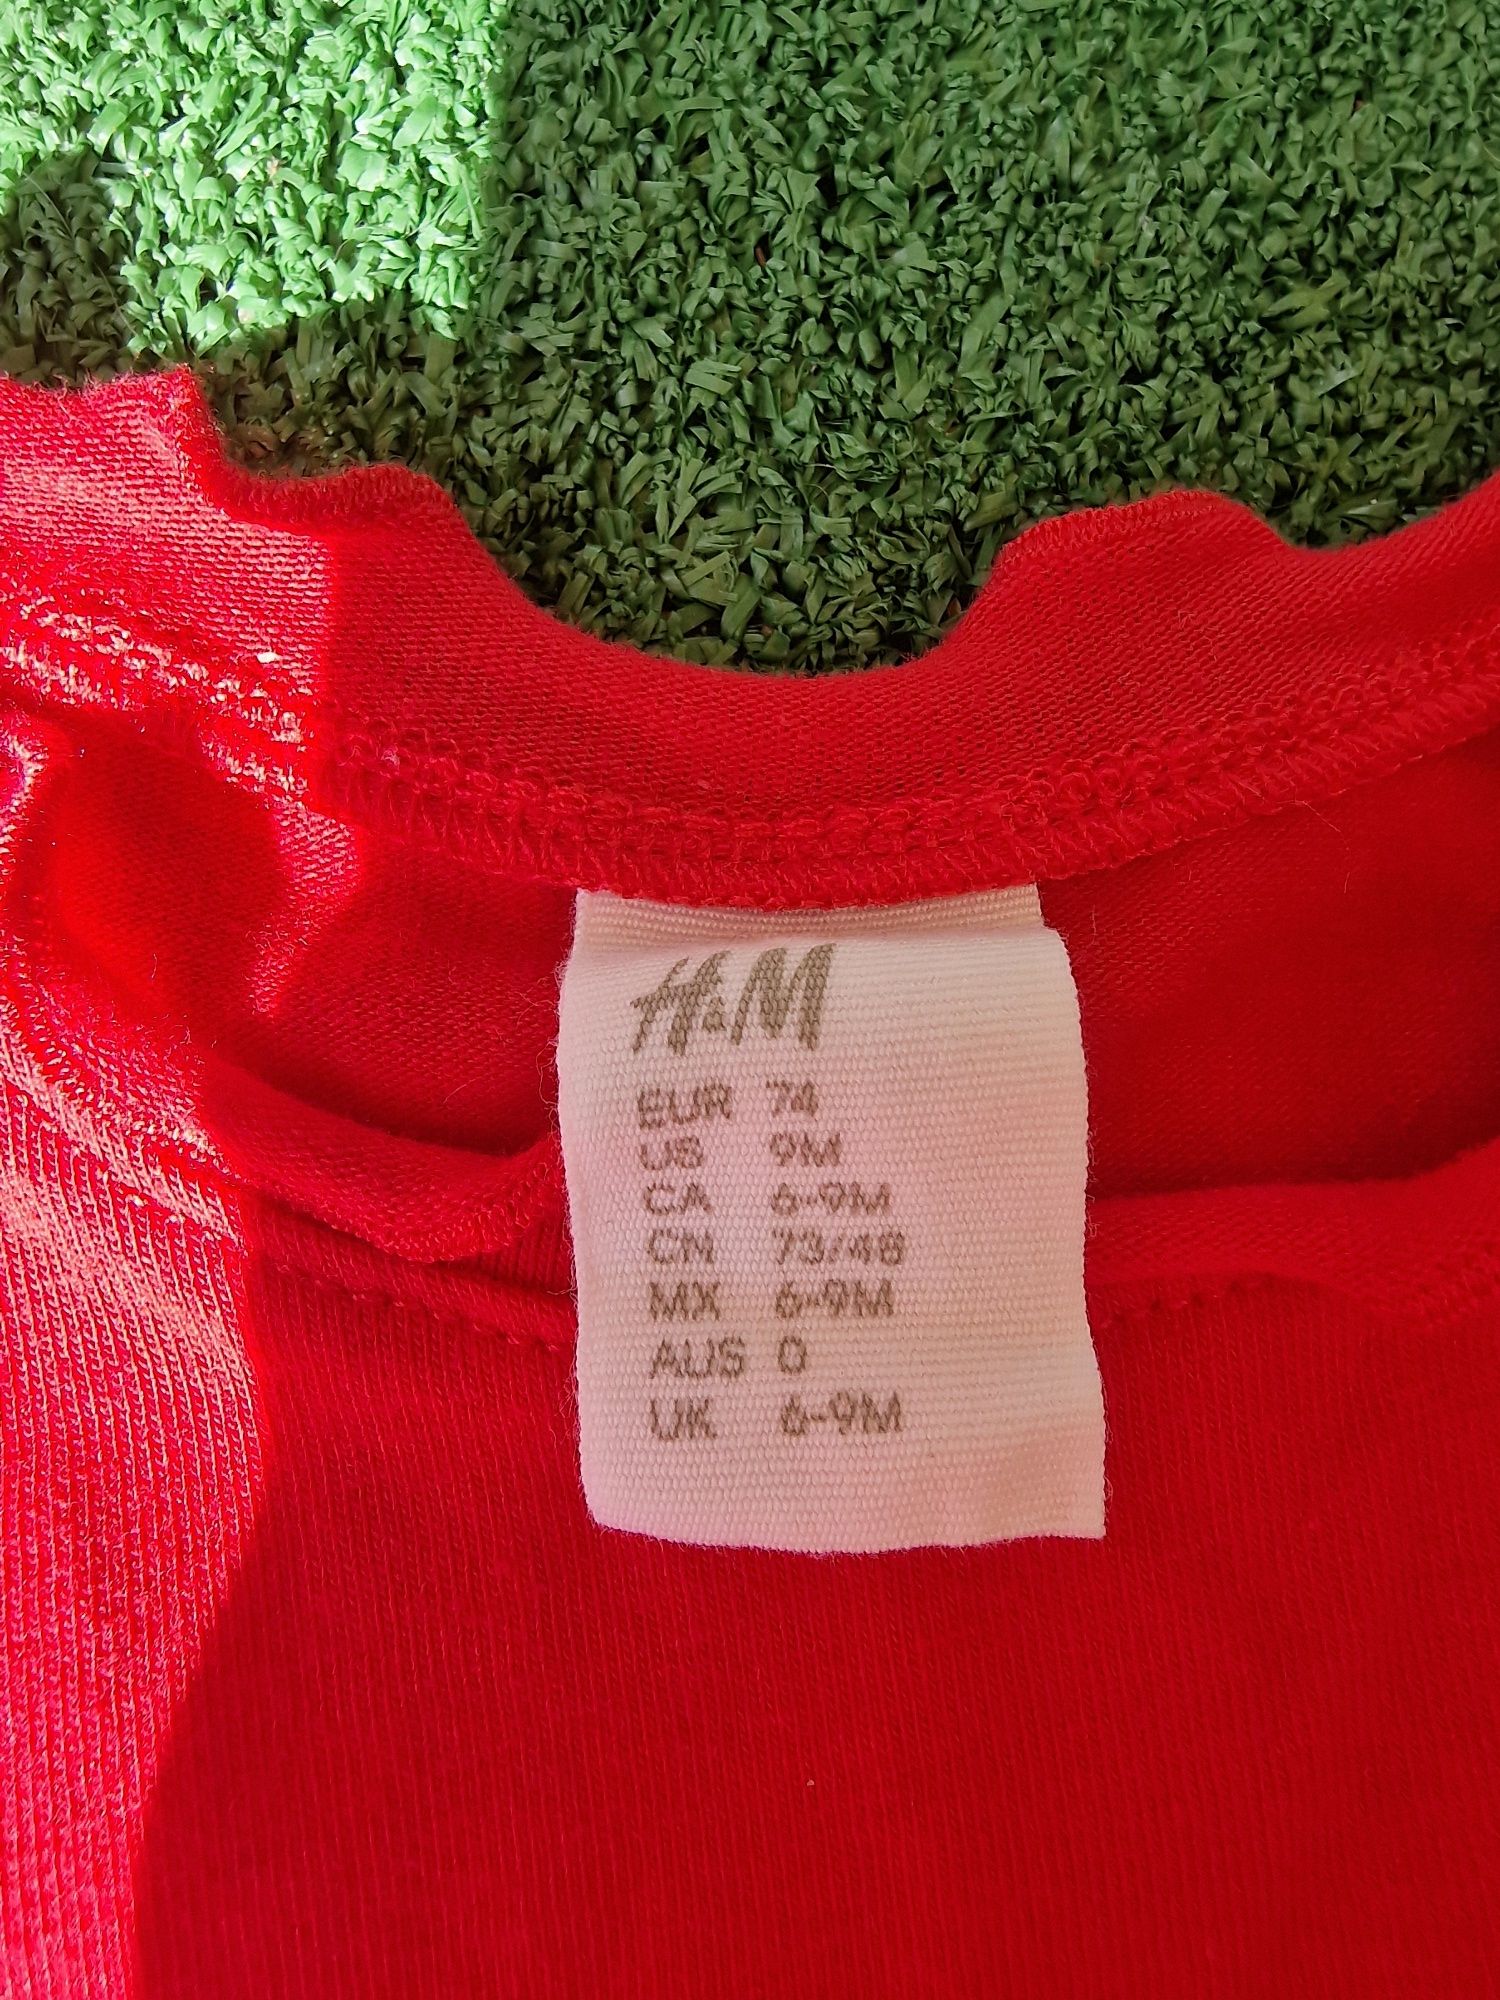 H&M
EUR 74
US 9M
CA 6-9M
CN 73/48
MX 6-9M
AUS 0
UK 6-9M